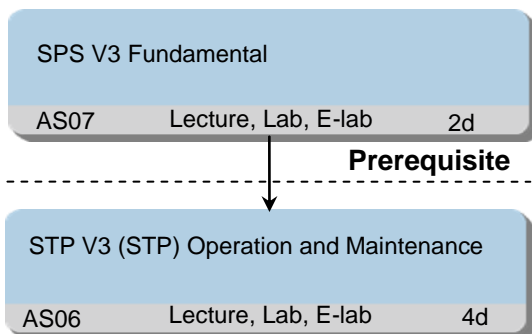 SPS V3 Fundamental
AS07 Lecture, Lab, E-lab 2d
Prerequisite
STP V3 (STP) Operation and Maintenance
AS06 Lecture, Lab, E-lab 4d